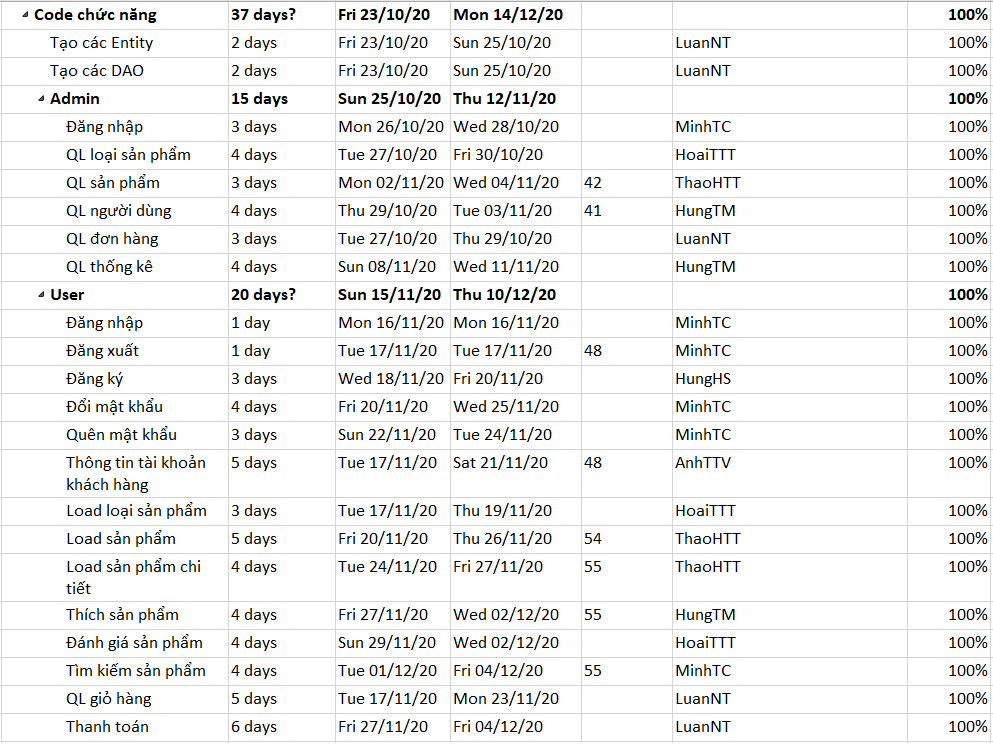 Code chức năng 37 days? Fri 23/10/20 Mon 14/12/20 100%
Tạo các Entity 2 days Fri 23/10/20 Sun 25/10/20 LuanNT 100%
Tạo các DAO 2 days Fri 23/10/20 Sun 25/10/20 LuanNT 100%
Admin 15 days Sun 25/10/20 Thu 12/11/20 100%
Đăng nhập 3 days Mon 26/10/20 Wed 28/10/20 MinhTC 100%
QL loại sản phẩm 4 days Tue 27/10/20 Fri 30/10/20 HoaiTTT 100%
QL sản phẩm 3 days Mon 02/11/20 Wed 04/11/20 42 ThaoHTT 100%
QL người dùng 4 days Thu 29/10/20 Tue 03/11/20 41 HungTM 100%
QL đơn hàng 3 days Tue 27/10/20 Thu 29/10/20 LuanNT 100%
QL thống kê 4 days Sun 08/11/20 Wed 11/11/20 HungTM 100%
User 20 days? Sun 15/11/20 Thu 10/12/20 100%
Đăng nhập 1 day Mon 16/11/20 Mon 16/11/20 MinhTC 100%
Đăng xuất 1 day Tue 17/11/20 Tue 17/11/20 48 MinhTC 100%
Đăng ký 3 days Wed 18/11/20 Fri 20/11/20 HungHS 100%
Đổi mật khẩu 4 days Fri 20/11/20 Wed 25/11/20 MinhTC 100%
Quên mật khẩu 3 days Sun 22/11/20 Tue 24/11/20 MinhTC 100%
Thông tin tài khoản 5 days Tue 17/11/20 Sat 21/11/20 48 AnhTTV 100%
khách hàng
Load loại sản phẩm 3 days Tue 17/11/20 Thu 19/11/20 HoaiTTT 100%
Load sản phẩm 5 days Fri 20/11/20 Thu 26/11/20 54 ThaoHTT 100%
Load sản phẩm chi 4 days Tue 24/11/20 Fri 27/11/20 55 ThaoHTT 100%
tiết
Thích sản phẩm 4 days Fri 27/11/20 Wed 02/12/20 55 HungTM 100%
Đánh giá sản phẩm 4 days Sun 29/11/20 Wed 02/12/20 HoaiTTT 100%
Tìm kiếm sản phẩm 4 days Tue 01/12/20 Fri 04/12/20 55 MinhTC 100%
QL giỏ hàng 5 days Tue 17/11/20 Mon 23/11/20 LuanNT 100%
Thanh toán 6 days Fri 27/11/20 Fri 04/12/20 LuanNT 100%